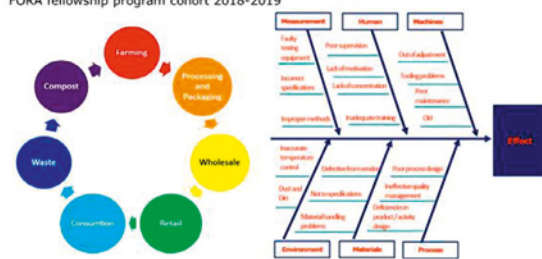 FORA fellowship program cohort 2018-2019
Farming
Processing
and
Packaging
Wholesale
Retail
Consumtion
Waste
Compost
Measurement
Human
Machines
Faulty
testing
equipment
Incorrect
specifications
Improper methods
Poor supervision
Lack of motivation
Lack of concentration
Inadequate training
Out of adjustment
Tooling problems
Poor
maintenance
Old
Effect
Inaccurate
temperature
control
Dust and
Dirt
Defective from vendor
Not to specifications
Material handling
problems
Poor process design
Ineffective quality
management
Deficiencies in
product / activity
design
Environment
Materials
Process